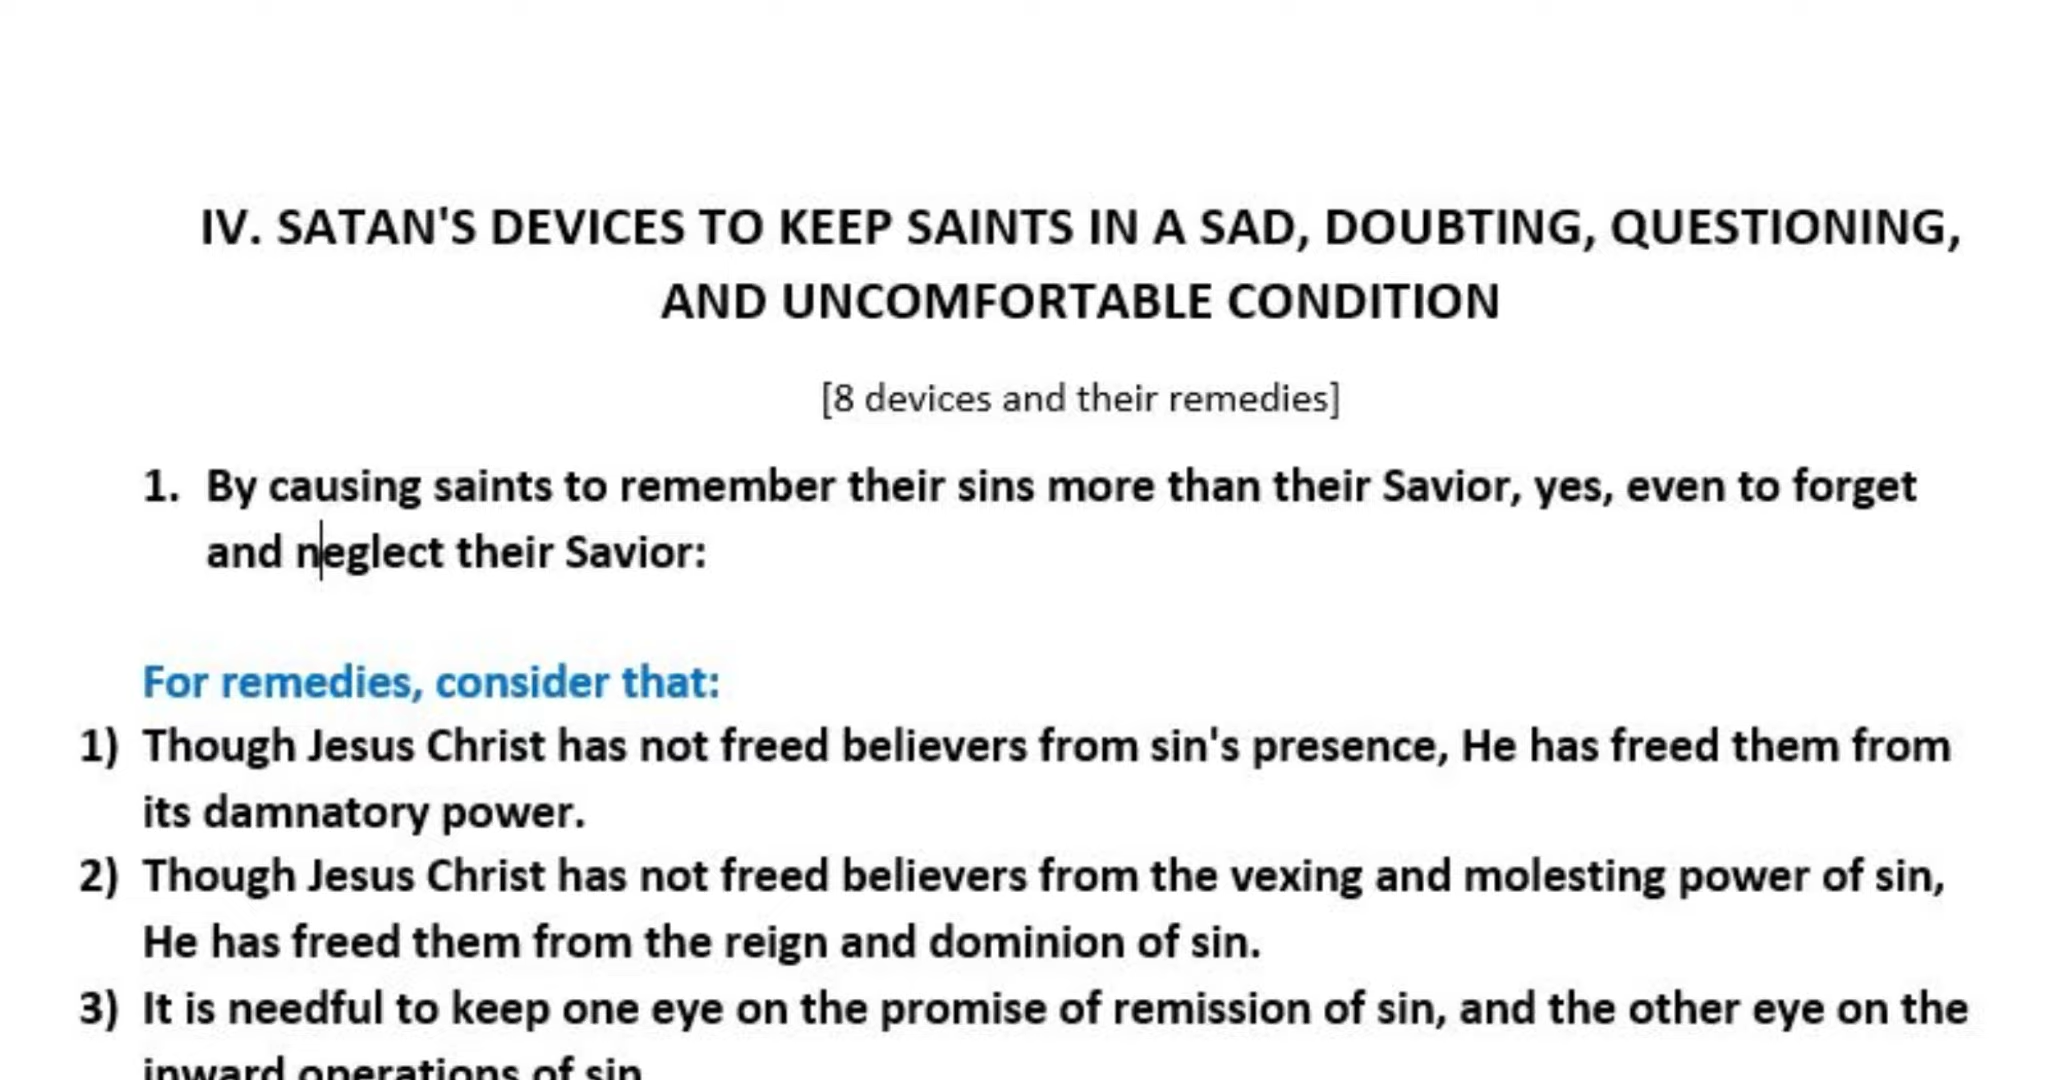 IV. SATAN'S DEVICES TO KEEP SAINTS IN A SAD, DOUBTING, QUESTIONING,
AND UNCOMFORTABLE CONDITION
[8 devices and their remedies]
1. By causing saints to remember their sins more than their Savior, yes, even to forget
and neglect their Savior:
For remedies, consider that:
1) Though Jesus Christ has not freed believers from sin's presence, He has freed them from
its damnatory power.
2) Though Jesus Christ has not freed believers from the vexing and molesting power of sin,
He has freed them from the reign and dominion of sin.
3) It is needful to keep one eye on the promise of remission of sin, and the other eye on the
inward operations of sin